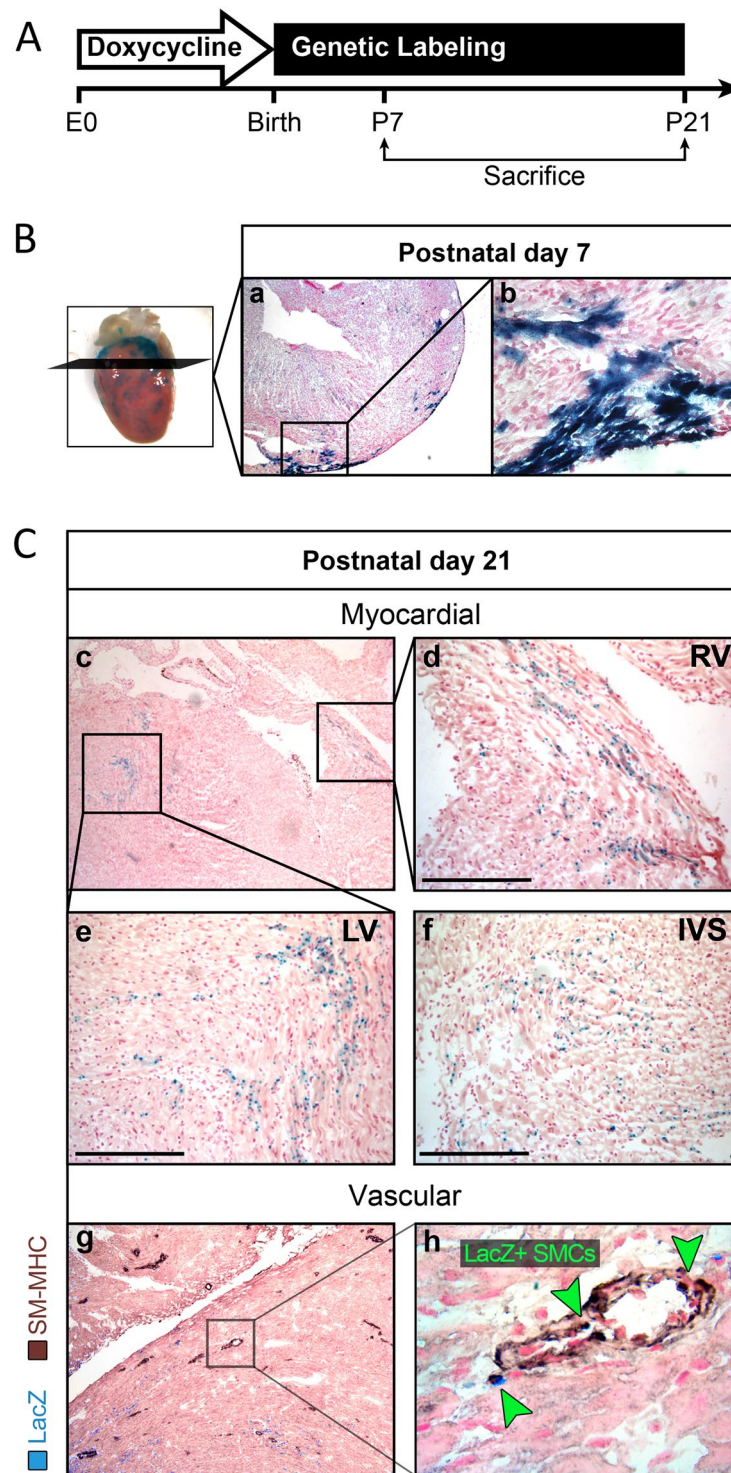 A
Doxycycline
Genetic Labeling
E0
Birth
P7
P21
Sacrifice
B
Postnatal day 7
a
b
C
Postnatal day 21
Myocardial
c
d
RV
e
LV
f
IVS
Vascular
g
h
LacZ+ SMCs
LacZ
SM-MHC